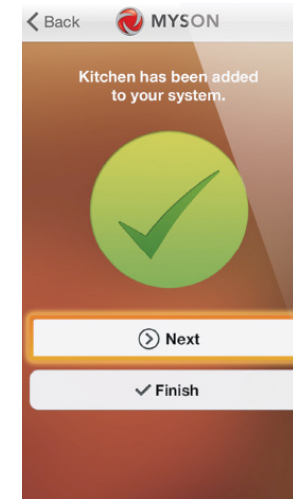 Back
MYSON
Kitchen has been added
to your system.
Next
Finish